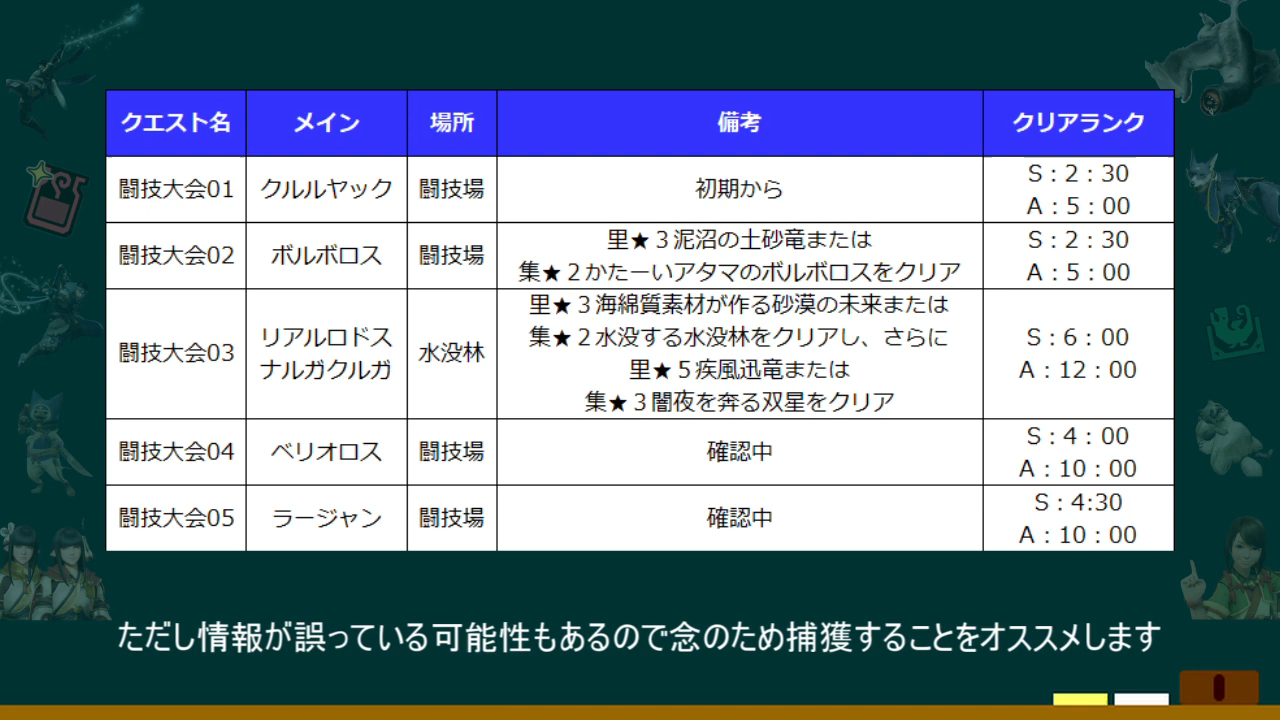 クエスト名 メイン 場所 備考 クリアランク
闘技大会01 クルルヤック 闘技場 初期から S：2：30
A：5：00
闘技大会02 ボルボロス 闘技場 里★３泥沼の土砂竜または S：2：30
集★２かたーいアタマのボルボロスをクリア A：5：00
里★３海綿質素材が作る砂漠の未来または
闘技大会03 リアルロドス 水没林 集★２水没する水没林をクリアし、さらに S：6：00
ナルガクルガ 里★５疾風迅竜または A：12：00
集★３闇夜を奔る双星をクリア
闘技大会04 ベリオロス 闘技場 確認中 S：4：00
A：10：00
闘技大会05 ラージャン 闘技場 確認中 S：4:30
A：10：00
ただし情報が誤っている可能性もあるので念のため捕獲することをオススメします